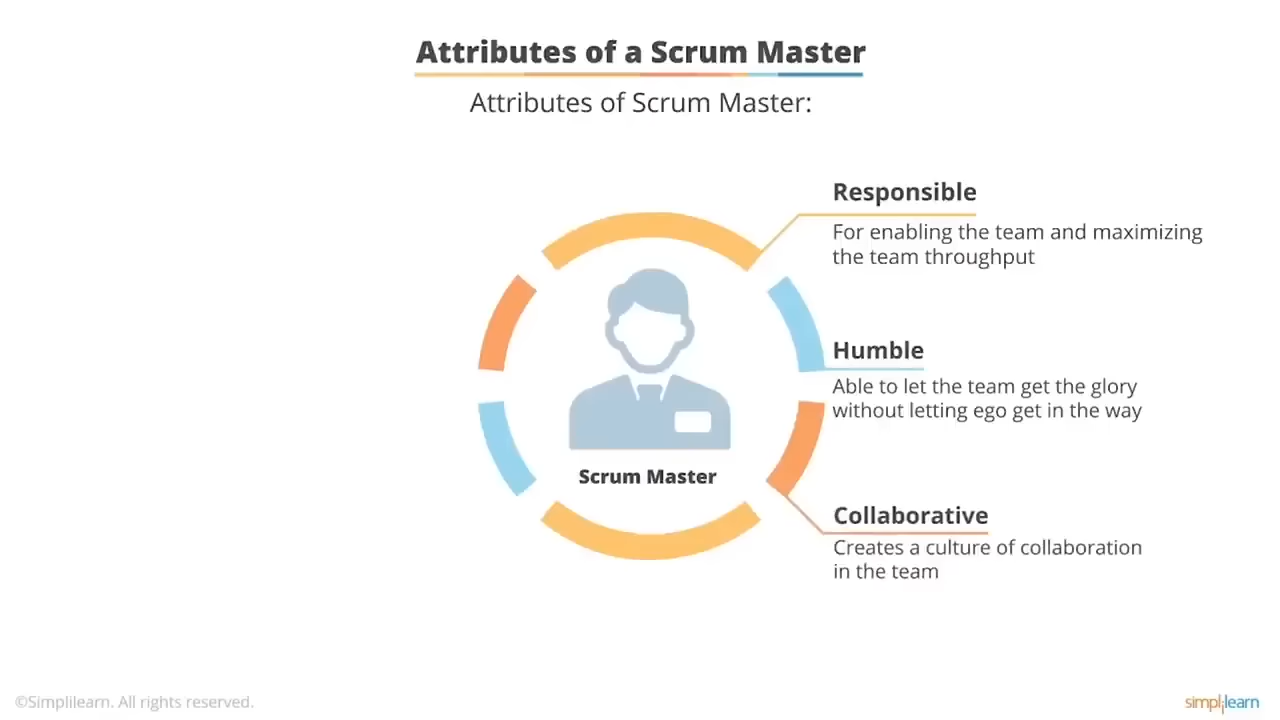 Attributes of a Scrum Master
Attributes of Scrum Master:
Responsible
For enabling the team and maximizing
the team throughput
Humble
Able to let the team get the glory
without letting ego get in the way
Scrum Master
Collaborative
Creates a culture of collaboration
in the team
©Simplilearn. All rights reserved.
simplilearn